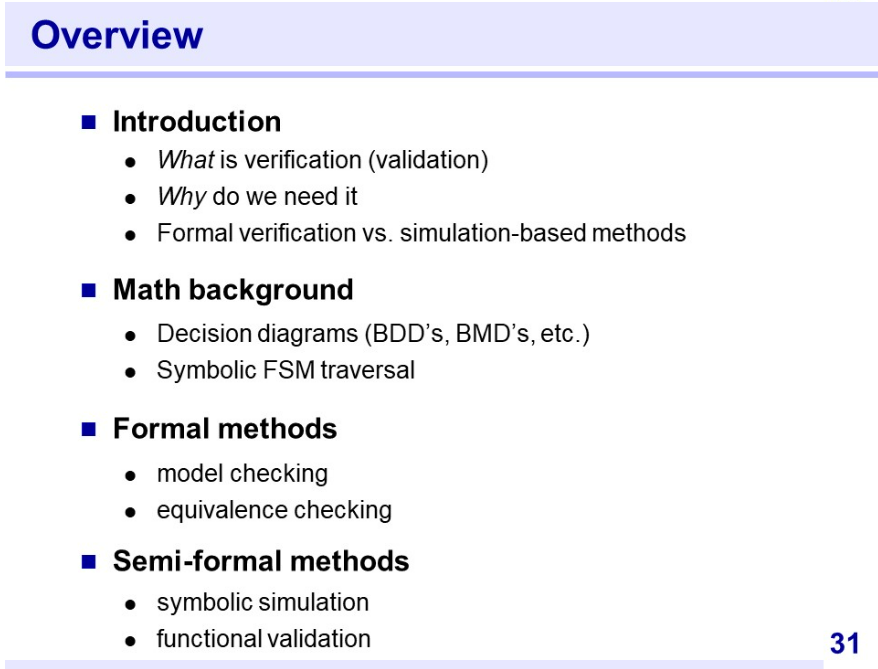 Overview
Introduction
What is verification (validation)
Why do we need it
Formal verification vs. simulation-based methods
Math background
Decision diagrams (BDD’s, BMD’s, etc.)
Symbolic FSM traversal
Formal methods
model checking
equivalence checking
Semi-formal methods
symbolic simulation
functional validation
31